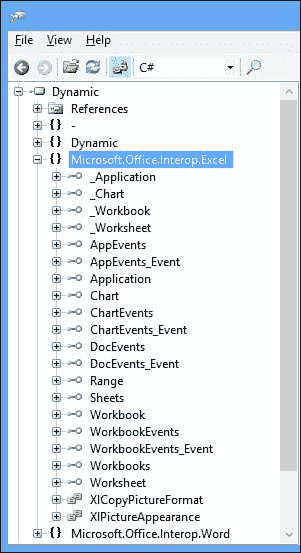 File View Help
C#
Dynamic
References
-
{} Dynamic
{} Microsoft.Office.Interop.Excel
_Application
_Chart
_Workbook
_Worksheet
AppEvents
AppEvents_Event
Application
Chart
ChartEvents
ChartEvents_Event
DocEvents
DocEvents_Event
Range
Sheets
Workbook
WorkbookEvents
WorkbookEvents_Event
Workbooks
Worksheet
XlCopyPictureFormat
XlPictureAppearance
{} Microsoft.Office.Interop.Word